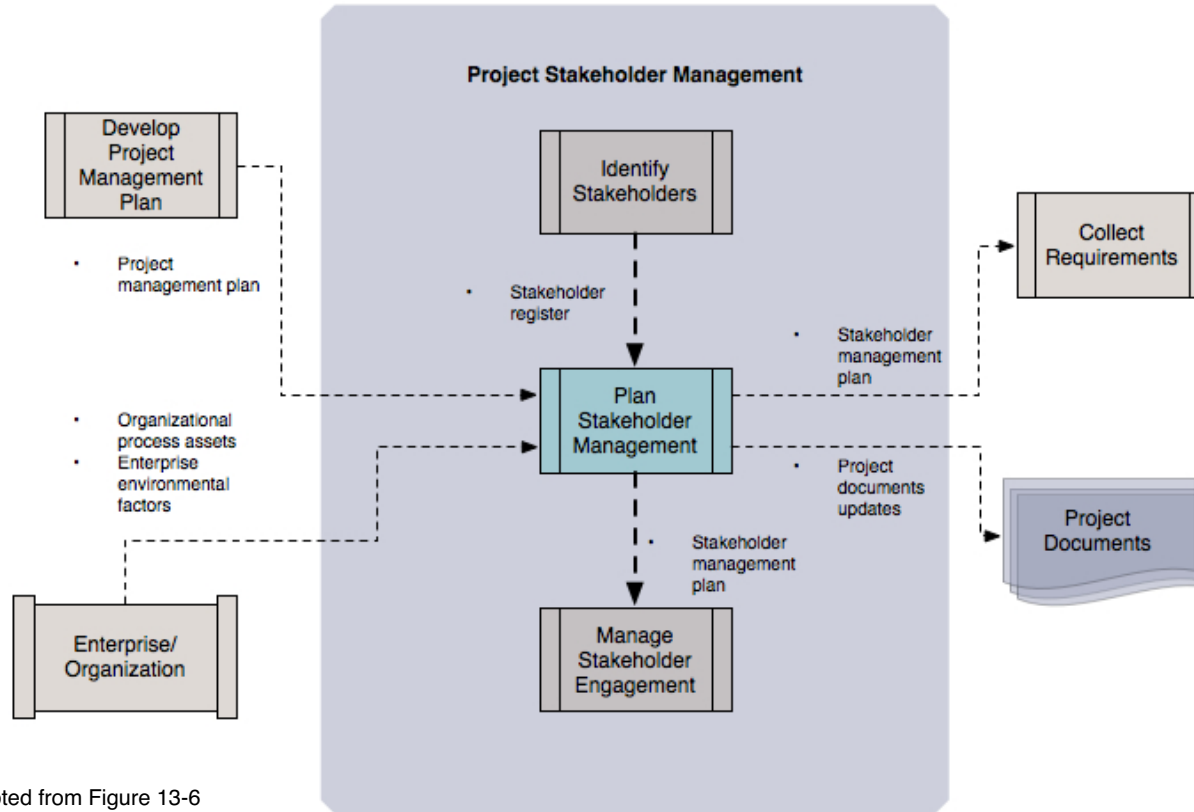 Project Stakeholder Management
Develop
Project
Management
Plan
Identify
Stakeholders
Collect
Requirements
• Project
management plan
• Stakeholder
register
• Stakeholder
management
plan
Plan
Stakeholder
Management
• Organizational
process assets
• Enterprise
environmental
factors
• Project
documents
updates
Project
Documents
• Stakeholder
management
plan
Enterprise/
Organization
Manage
Stakeholder
Engagement
from Figure 13-6